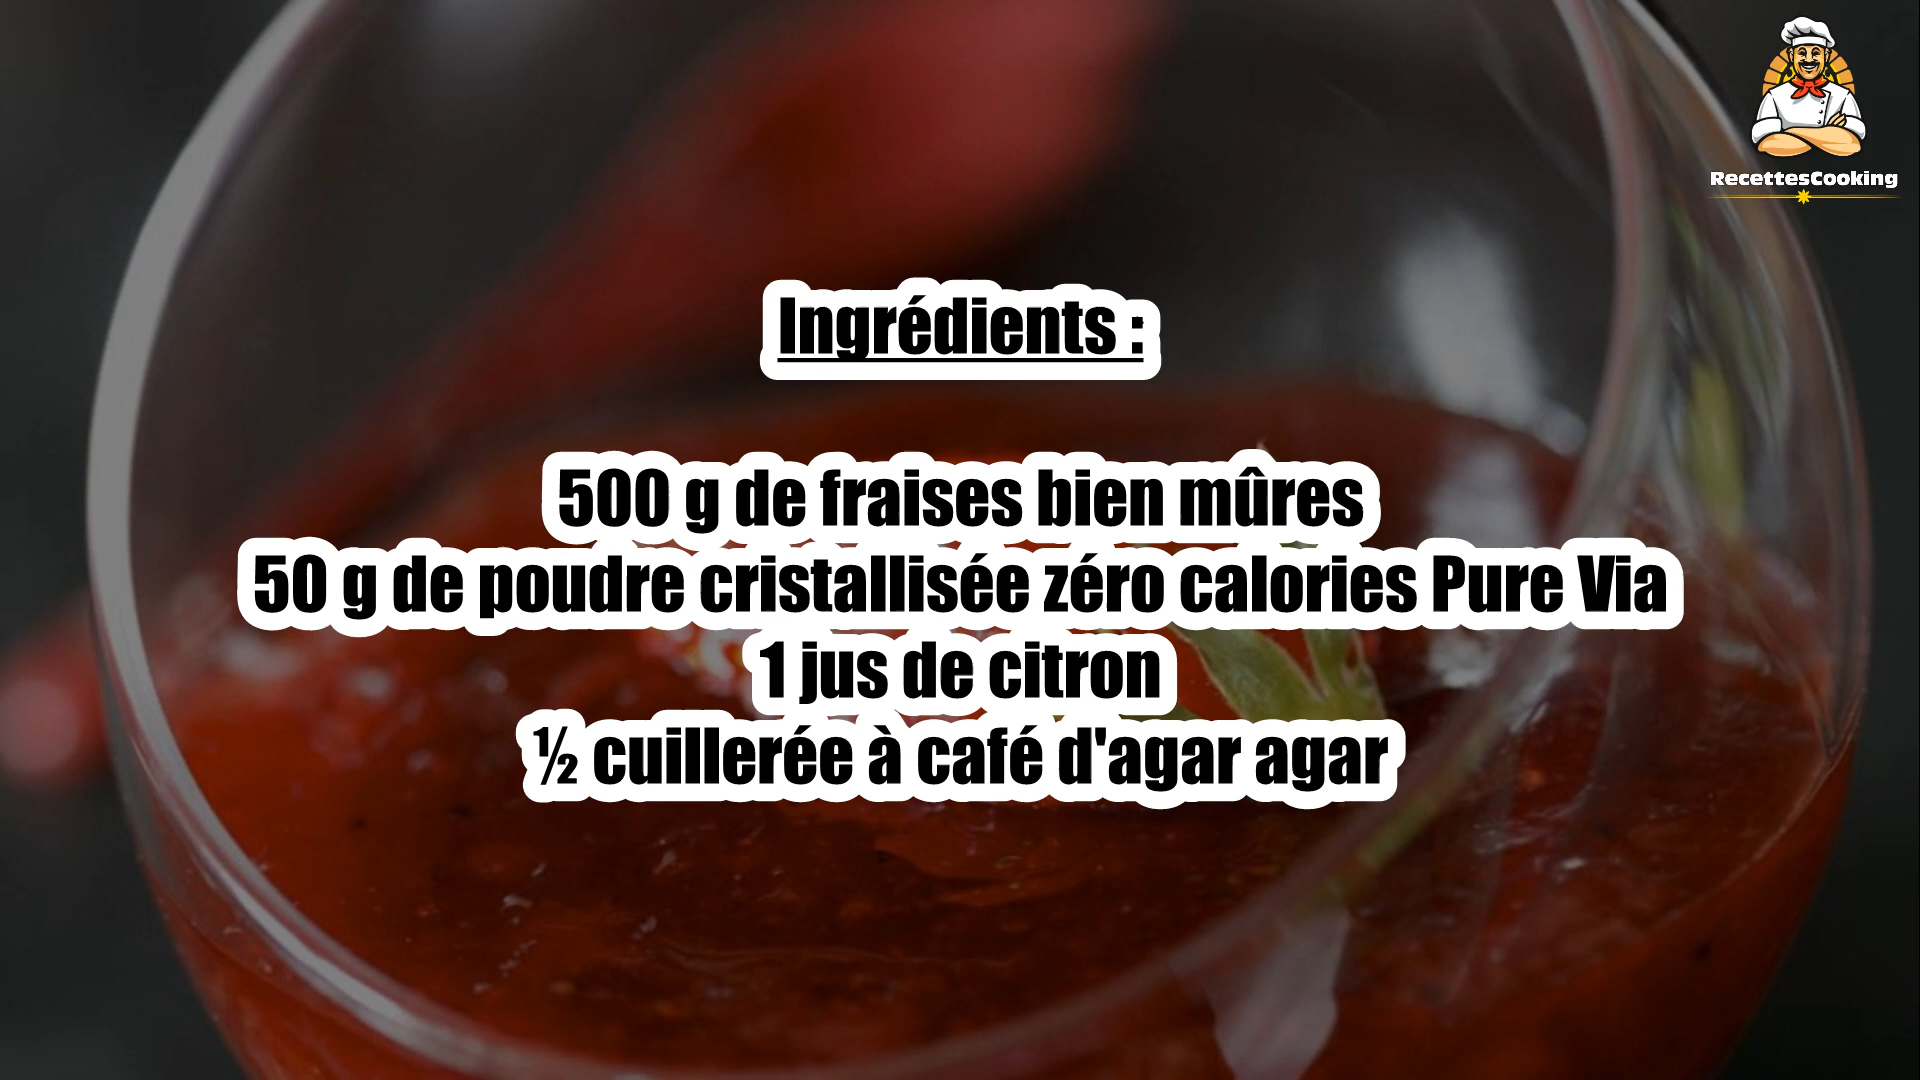 RecettesCooking
Ingrédients :
500 g de fraises bien mûres
50 g de poudre cristallisée zéro calories Pure Via
1 jus de citron
½ cuillerée à café d'agar agar